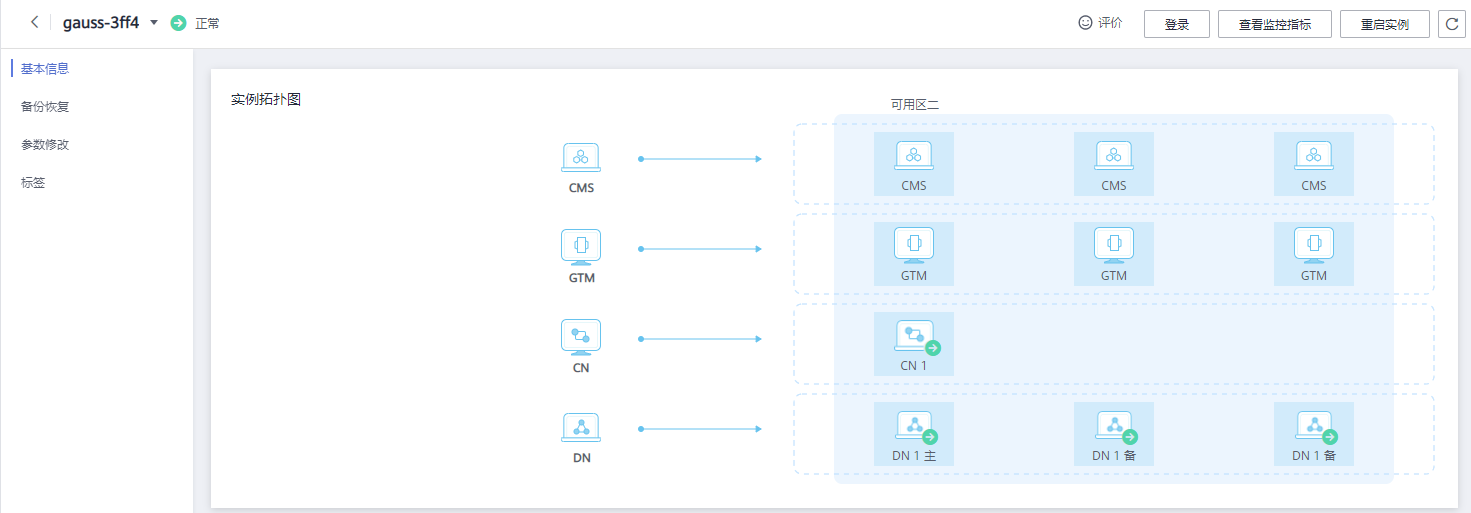 gauss-3ff4 正常 评价 登录 查看监控指标 重启实例
基本信息
备份恢复
参数修改
标签
实例拓扑图
可用区二
CMS CMS CMS CMS
GTM GTM GTM GTM
CN CN 1
DN DN 1 主 DN 1 备 DN 1 备